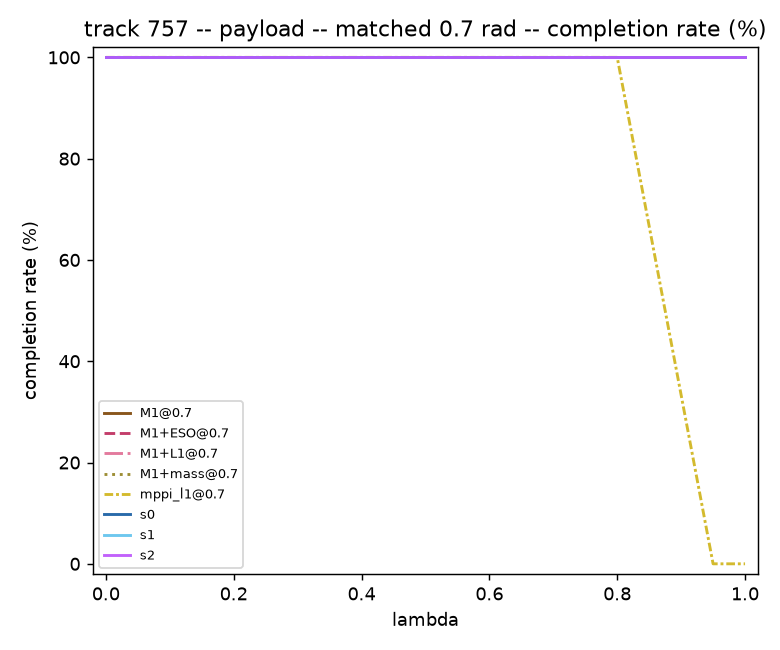 track 757 -- payload -- matched 0.7 rad -- completion rate (%)
completion rate (%)
100
80
60
40
20
0
M1@0.7
M1+ESO@0.7
M1+L1@0.7
M1+mass@0.7
mppi_l1@0.7
s0
s1
s2
0.0 0.2 0.4 0.6 0.8 1.0
lambda